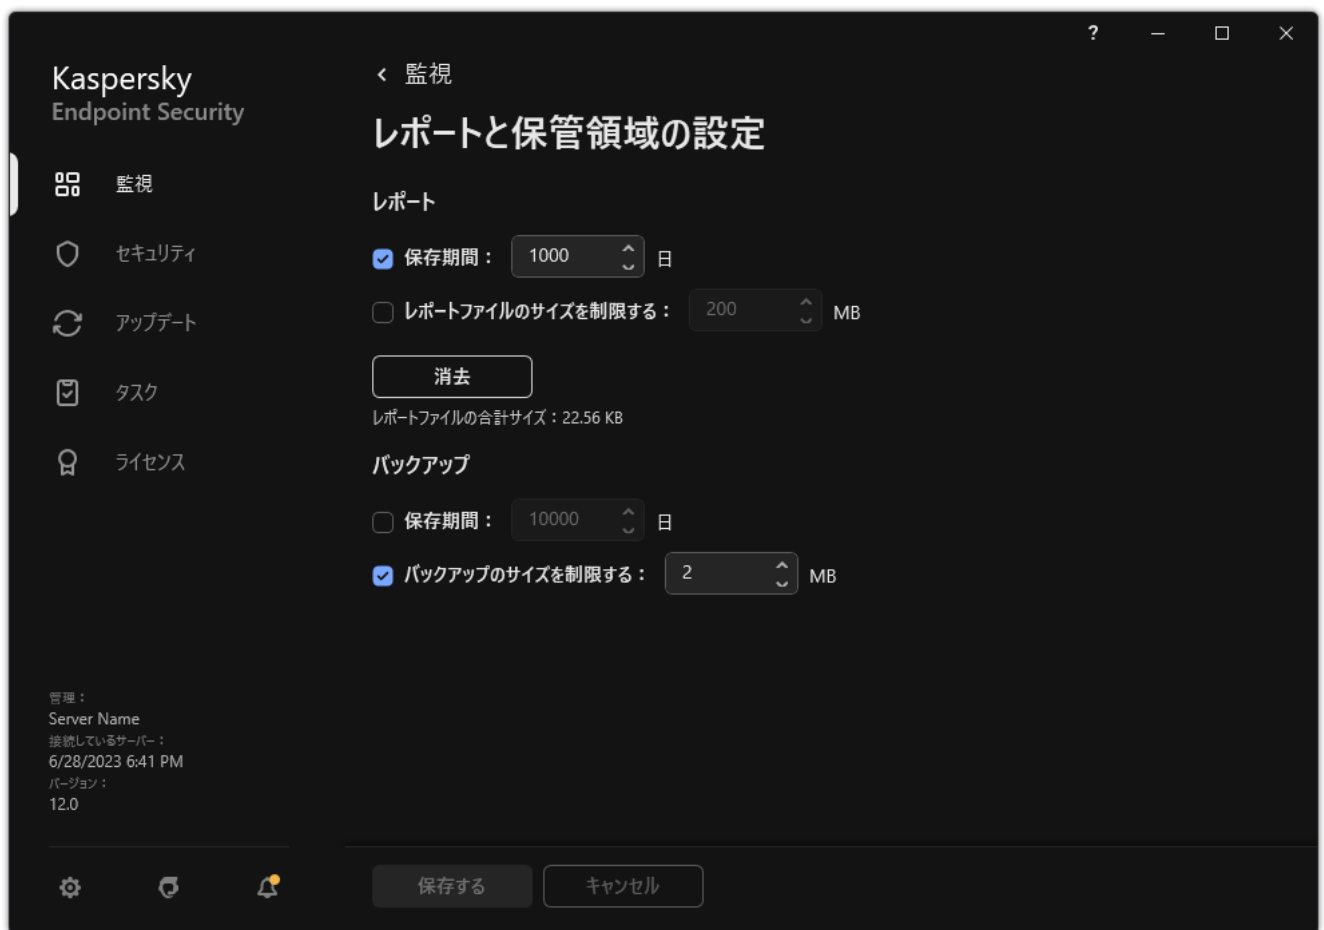 ?
Kaspersky
Endpoint Security
監視
セキュリティ
アップデート
タスク
ライセンス
管理：
Server Name
接続しているサーバー：
6/28/2023 6:41 PM
バージョン：
12.0
監視
レポートと保管領域の設定
レポート
保存期間： 1000 日
レポートファイルのサイズを制限する： 200 MB
消去
レポートファイルの合計サイズ：22.56 KB
バックアップ
保存期間： 10000 日
バックアップのサイズを制限する： 2 MB
保存する キャンセル